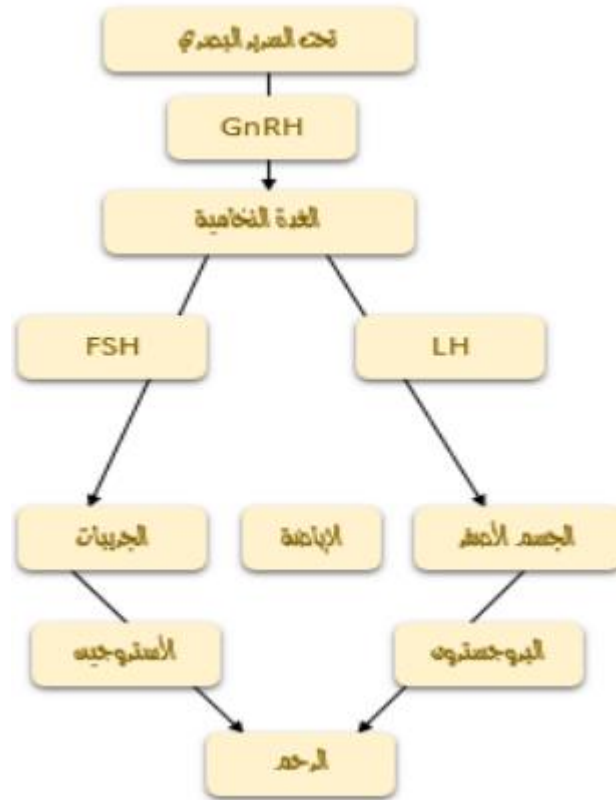 تحت السرير البصري
GnRH
الغدة النخامية
FSH
LH
الجريبات
الإباضة
الجسم الأصفر
الأستروجين
البروجسترون
الرحم